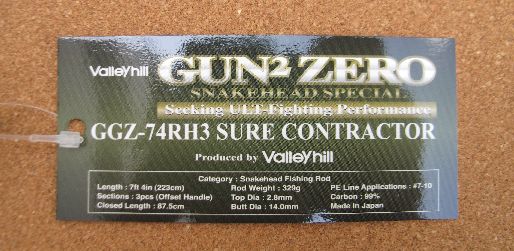 Valleyhill GUN2 ZERO
SNAKEHEAD SPECIAL
Seeking ULT-Fighting Performance
GGZ-74RH3 SURE CONTRACTOR
Produced by Valleyhill
Category : Snakehead Fishing Rod
Length : 7ft 4in (223cm) Rod Weight : 329g PE Line Applications : #7-10
Sections : 3pcs (Offset Handle) Top Dia : 2.8mm Carbon : 99%
Closed Length : 87.5cm Butt Dia : 14.0mm Made in Japan